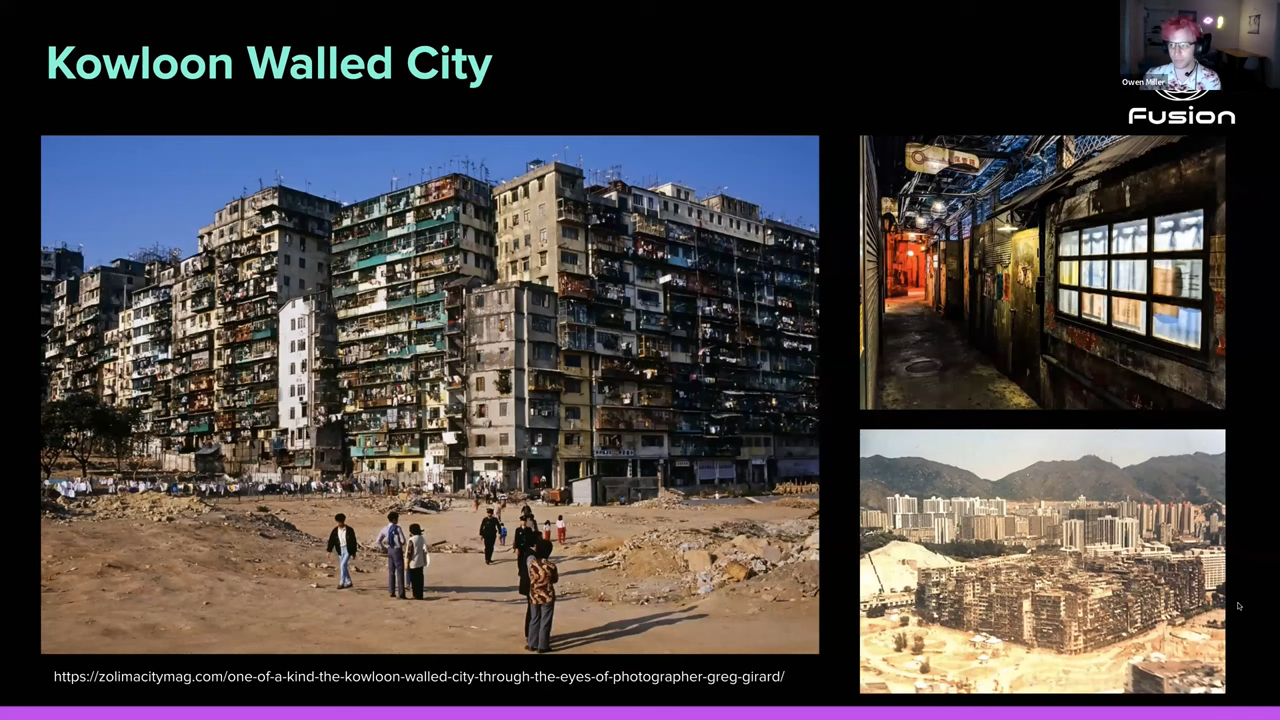 Kowloon Walled City
Owen Miller
Fusion
https://zolimacitymag.com/one-of-a-kind-the-kowloon-walled-city-through-the-eyes-of-photographer-greg-girard/